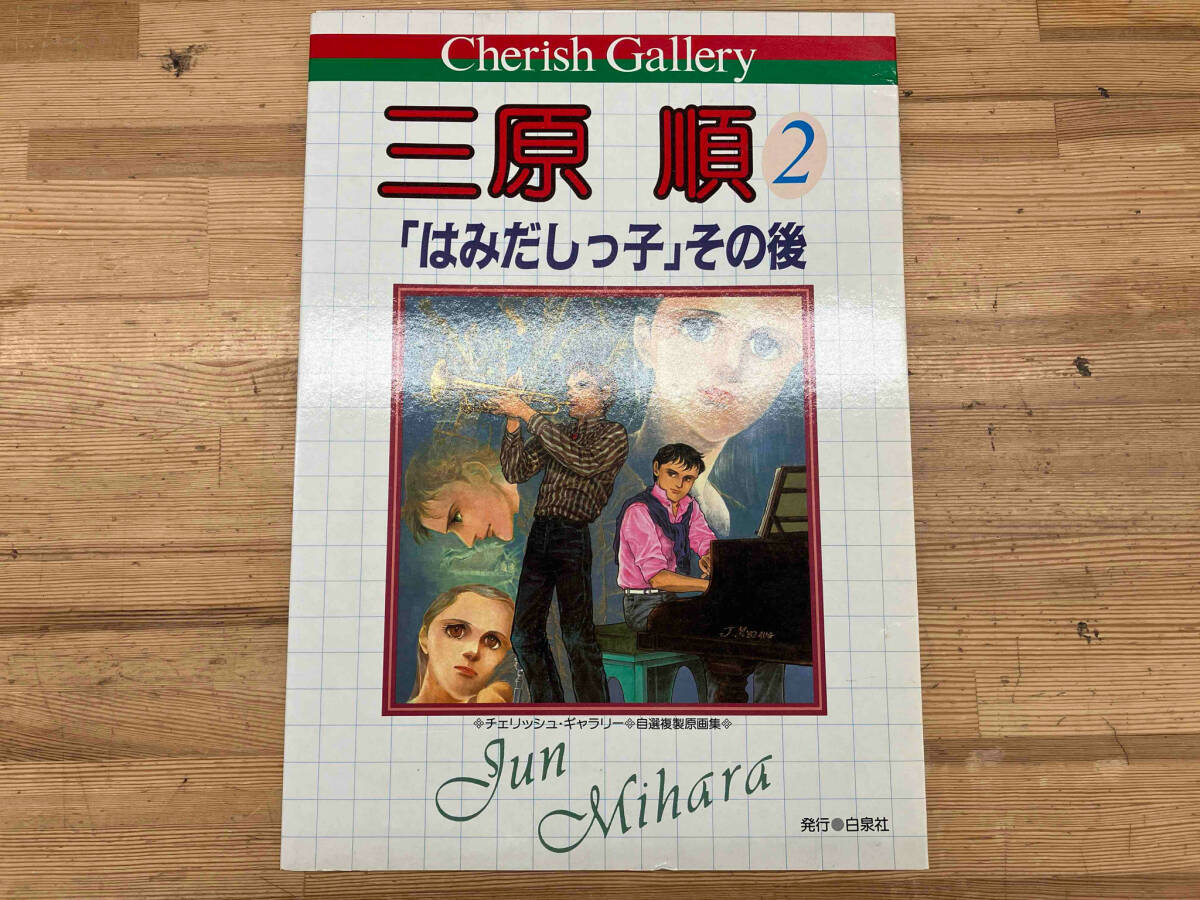 Cherish Gallery
三原 順 2
「はみだしっ子」その後
❖チェリッシュ・ギャラリー❖自選複製原画集❖
Jun
Mihara
発行●白泉社